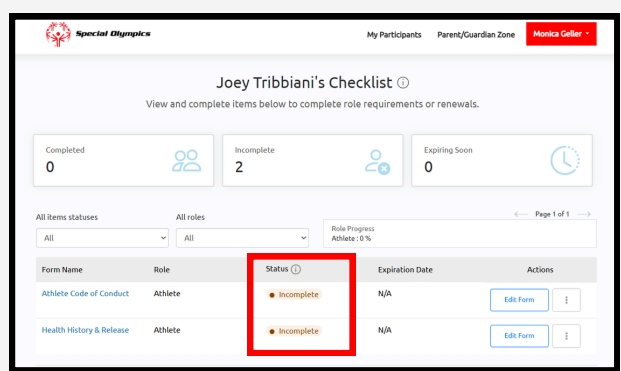 Special Olympics
My Participants Parent/Guardian Zone Monica Geller
Joey Tribbiani's Checklist
View and complete items below to complete role requirements or renewals.
Completed
0
Incomplete
2
Expiring Soon
0
All items statuses
All
All roles
All
Page 1 of 1
Role Progress
Athlete : 0 %
Form Name Role Status Expiration Date Actions
Athlete Code of Conduct Athlete Incomplete N/A Edit Form
Health History & Release Athlete Incomplete N/A Edit Form